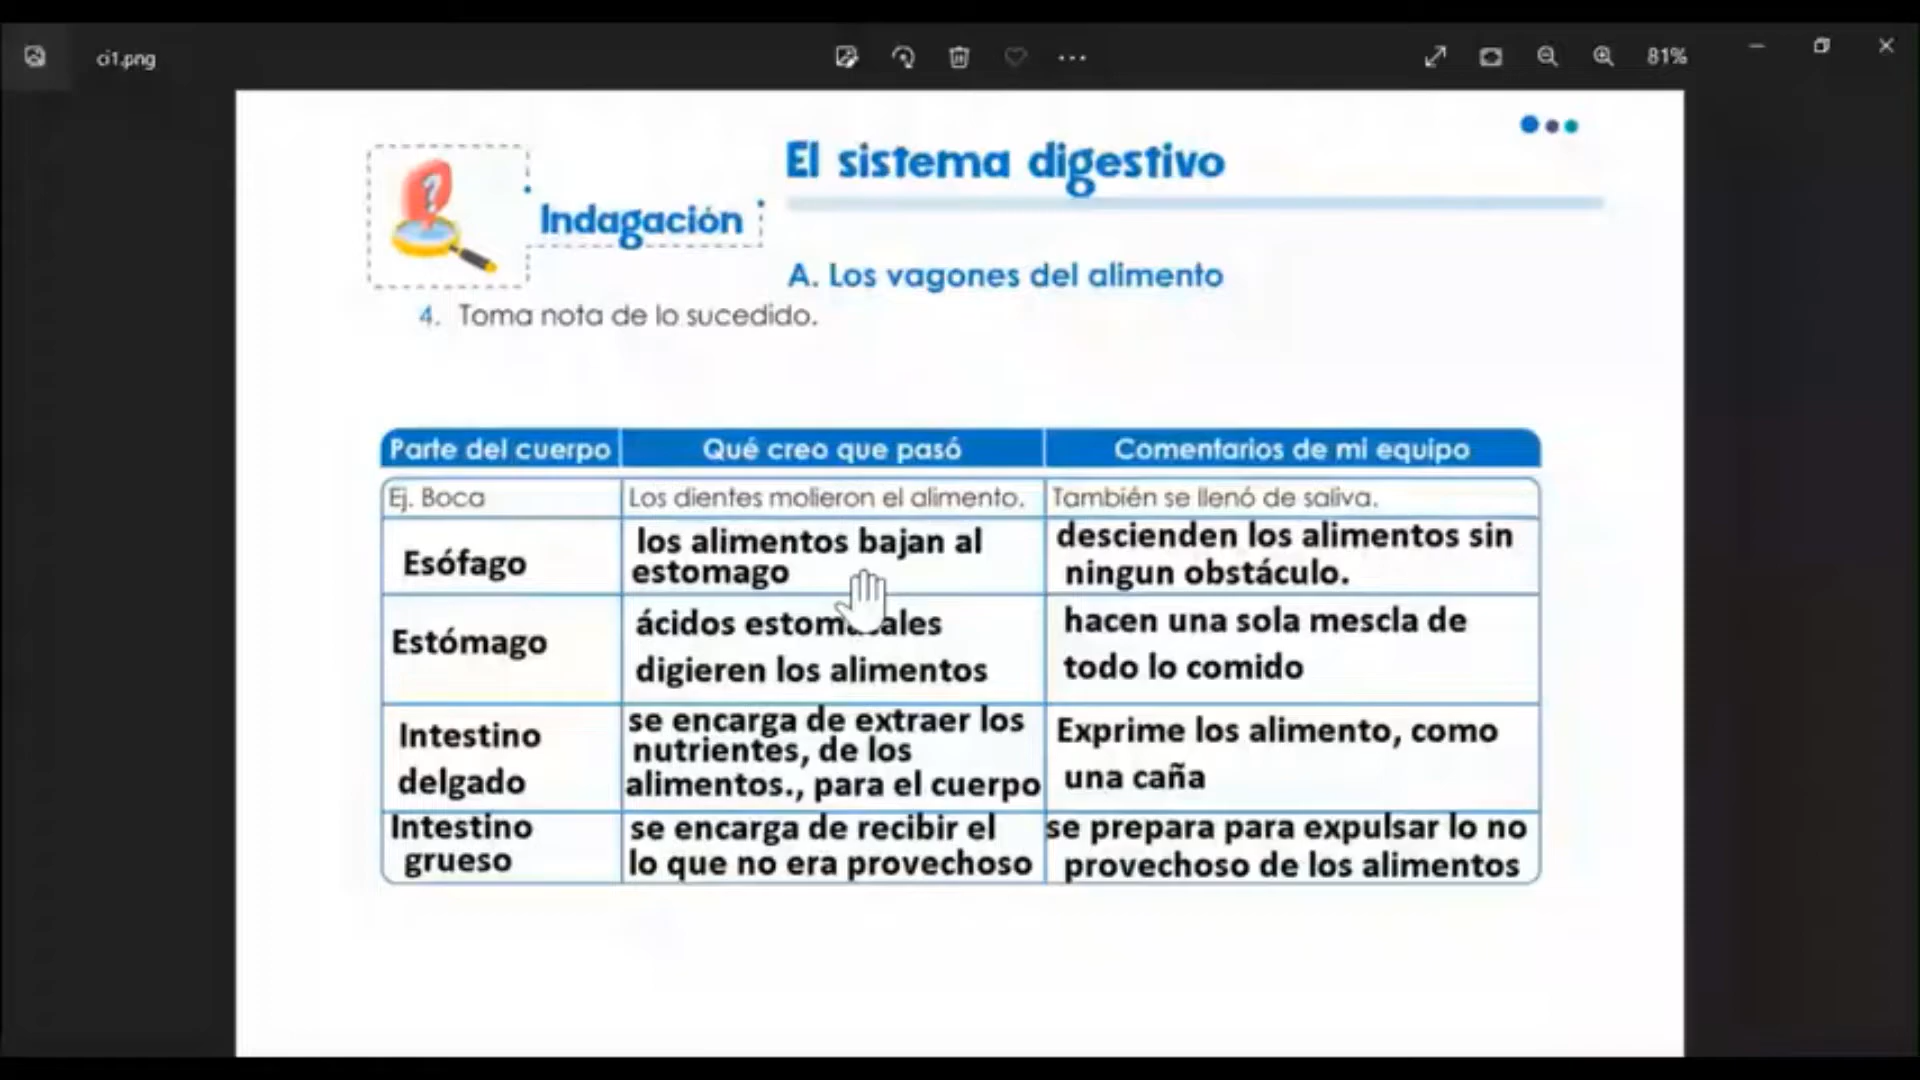 ci1.png
81%
El sistema digestivo
Indagación
A. Los vagones del alimento
4. Toma nota de lo sucedido.
Parte del cuerpo Qué creo que pasó Comentarios de mi equipo
Ej. Boca Los dientes molieron el alimento. También se llenó de saliva.
Esófago
los alimentos bajan al
estomago
descienden los alimentos sin
ningun obstáculo.
Estómago
ácidos
digieren los alimentos
hacen una sola mescla de
todo lo comido
Intestino
delgado
se encarga de extraer los
nutrientes, de los
alimentos., para el cuerpo
Exprime los alimento, como
una caña
Intestino
grueso
se encarga de recibir el
lo que no era provechoso
se prepara para expulsar lo no
provechoso de los alimentos